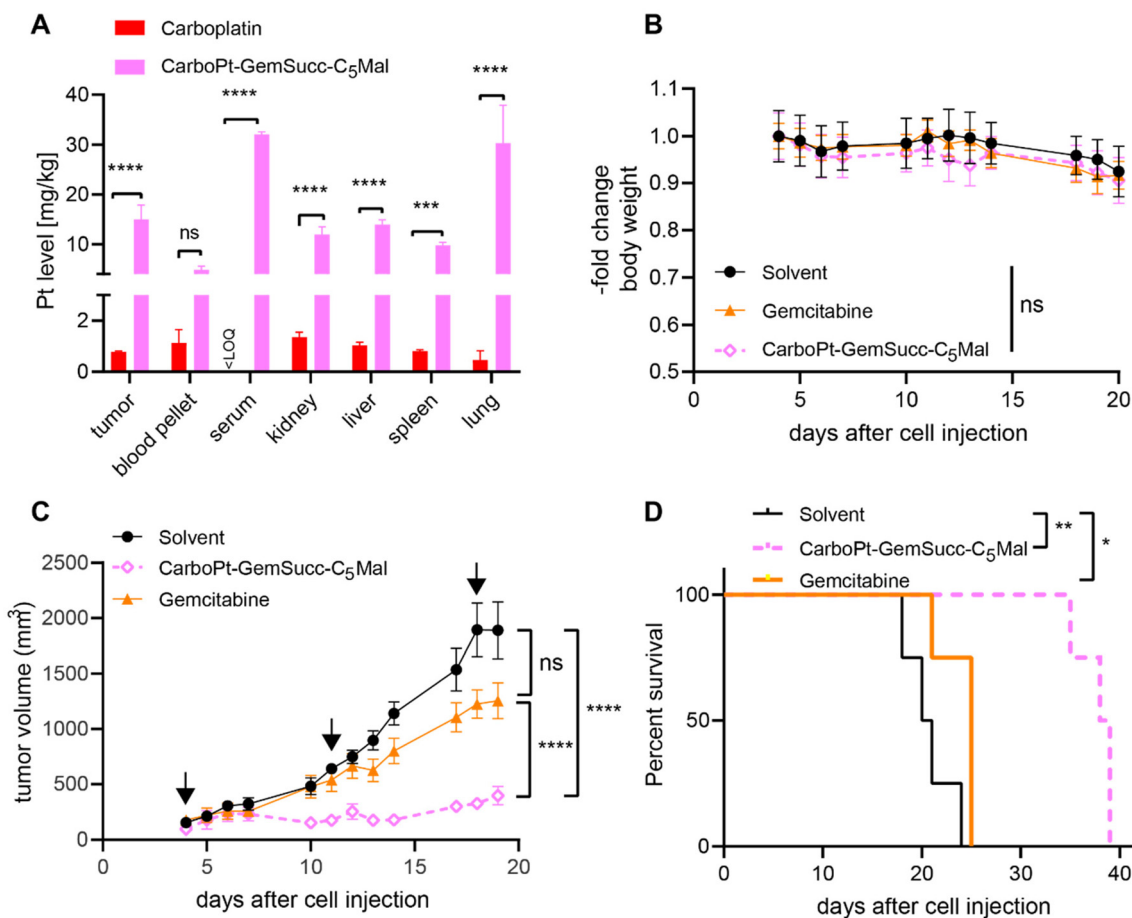 A
Carboplatin
CarboPt-GemSucc-C5Mal
Pt level [mg/kg]
40
30
20
10
2
1
0
****
ns
****
****
****
***
****
<LOQ
tumor
blood pellet
serum
kidney
liver
spleen
lung
B
-fold change
body weight
1.1
1.0
0.9
0.8
0.7
0.6
0.5
Solvent
Gemcitabine
CarboPt-GemSucc-C5Mal
ns
0 5 10 15 20
days after cell injection
C
Solvent
CarboPt-GemSucc-C5Mal
Gemcitabine
tumor volume (mm3)
2500
2000
1500
1000
500
0
ns
****
****
0 5 10 15 20
days after cell injection
D
Solvent
CarboPt-GemSucc-C5Mal
Gemcitabine
**
*
Percent survival
100
50
0
0 10 20 30 40
days after cell injection